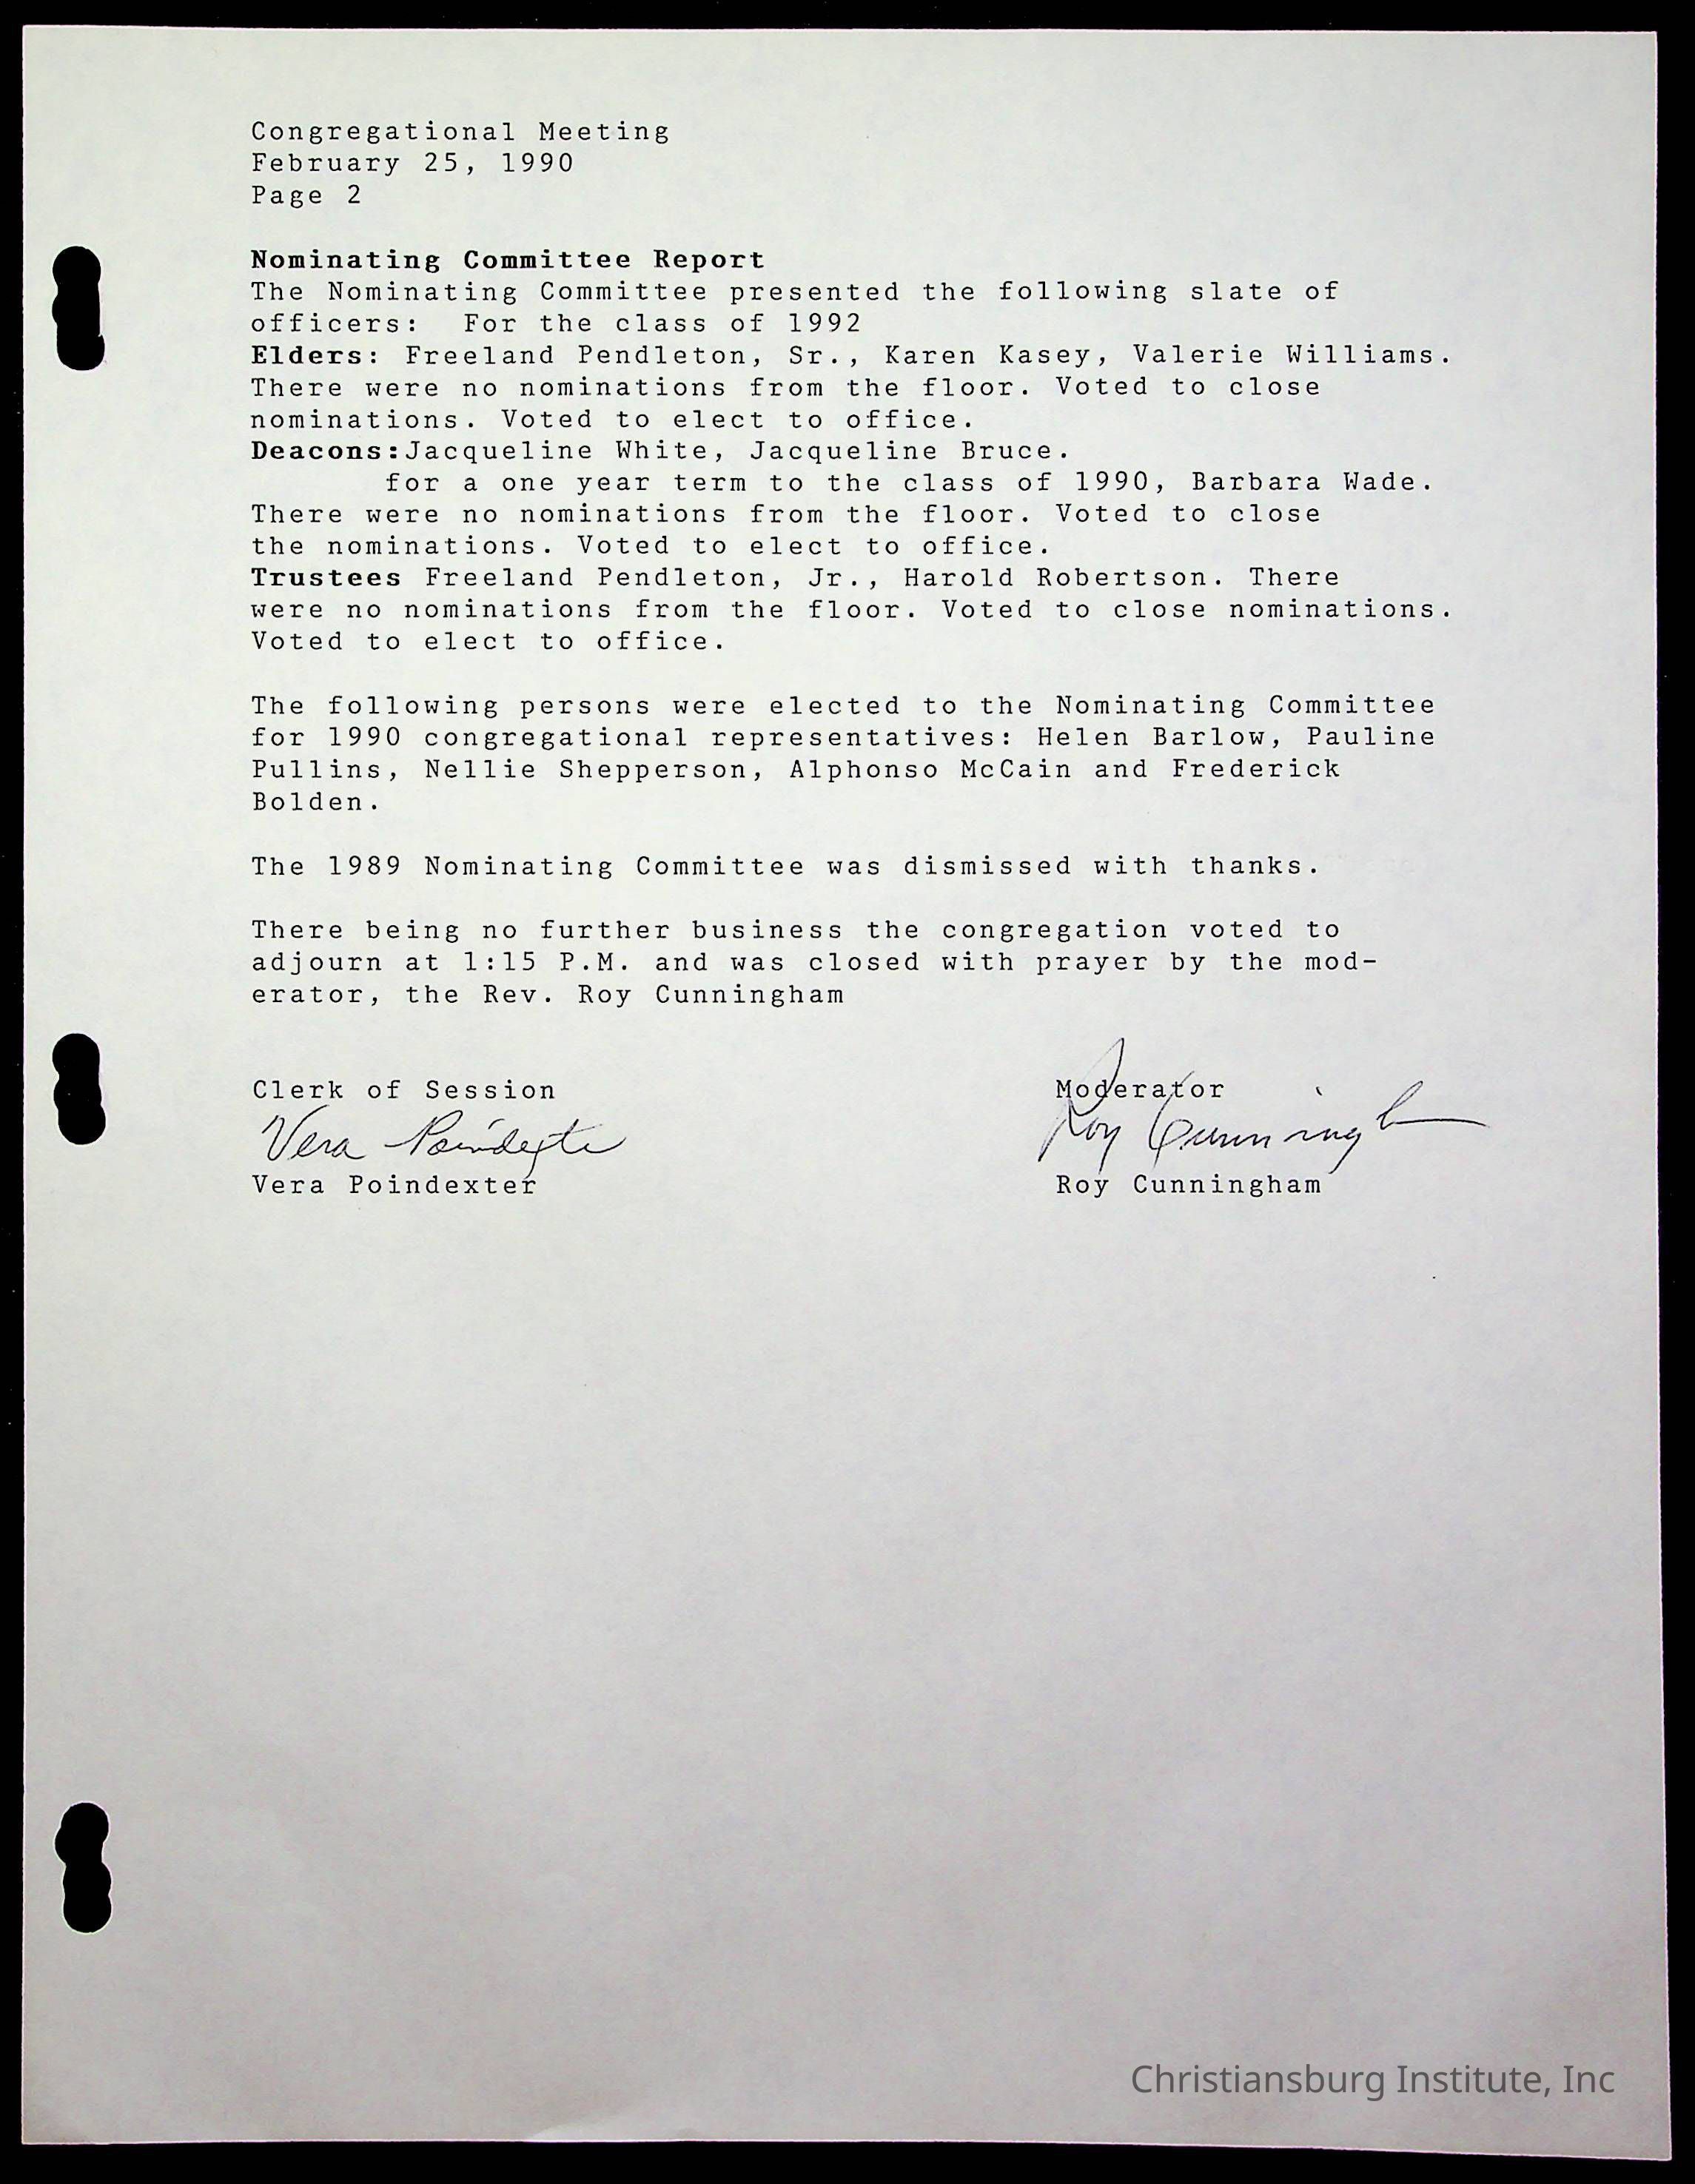 Congregational Meeting
February 25, 1990
Page 2
Nominating Committee Report
The Nominating Committee presented the following slate of
officers:  For the class of 1992
Elders: Freeland Pendleton, Sr., Karen Kasey, Valerie Williams.
There were no nominations from the floor. Voted to close
nominations. Voted to elect to office.
Deacons:Jacqueline White, Jacqueline Bruce.
for a one year term to the class of 1990, Barbara Wade.
There were no nominations from the floor. Voted to close
the nominations. Voted to elect to office.
Trustees Freeland Pendleton, Jr., Harold Robertson. There
were no nominations from the floor. Voted to close nominations.
Voted to elect to office.
The following persons were elected to the Nominating Committee
for 1990 congregational representatives: Helen Barlow, Pauline
Pullins, Nellie Shepperson, Alphonso McCain and Frederick
Bolden.
The 1989 Nominating Committee was dismissed with thanks.
There being no further business the congregation voted to
adjourn at 1:15 P.M. and was closed with prayer by the mod-
erator, the Rev. Roy Cunningham
Clerk of Session Moderator
Vera Poindexter Roy Cunningham
Vera Poindexter Roy Cunningham
Christiansburg Institute, Inc